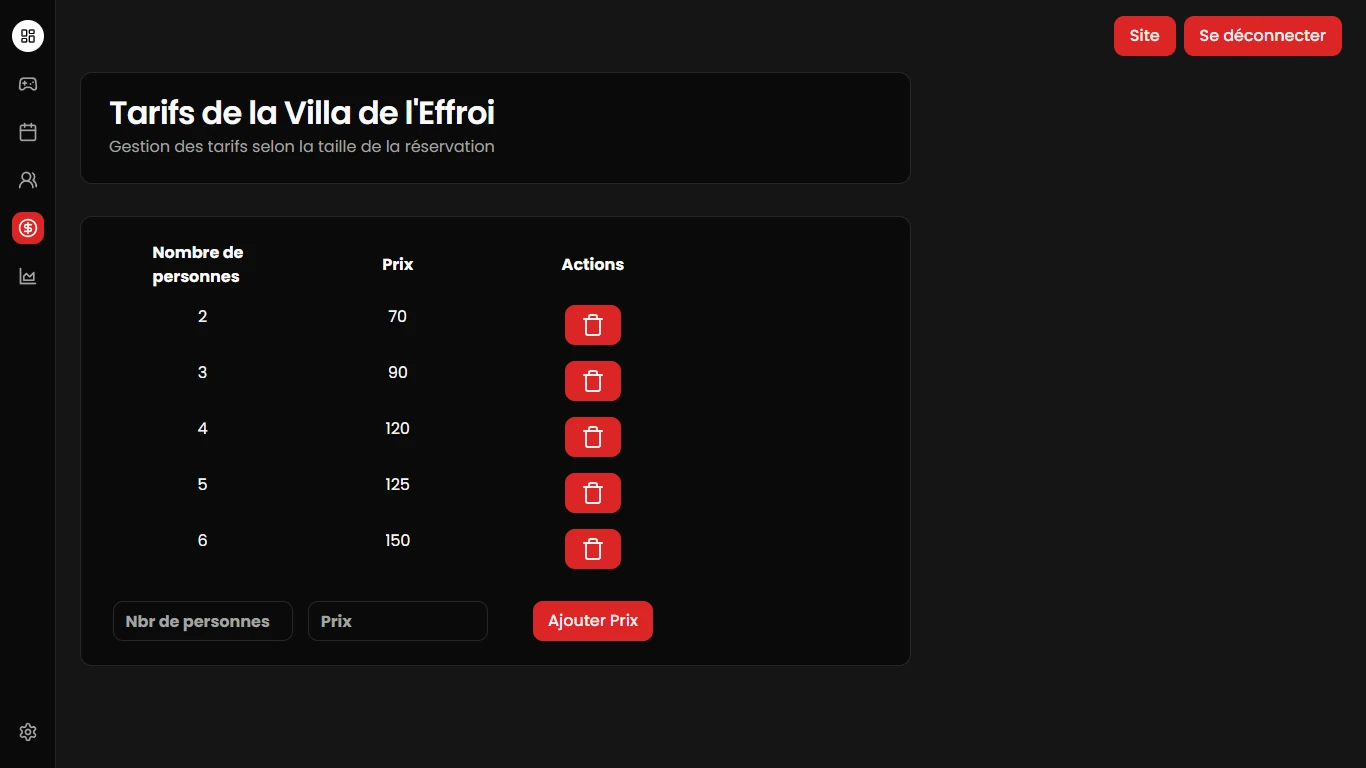 Site
Se déconnecter
Tarifs de la Villa de l'Effroi
Gestion des tarifs selon la taille de la réservation
Nombre de
personnes
Prix
Actions
2
70
3
90
4
120
5
125
6
150
Nbr de personnes
Prix
Ajouter Prix